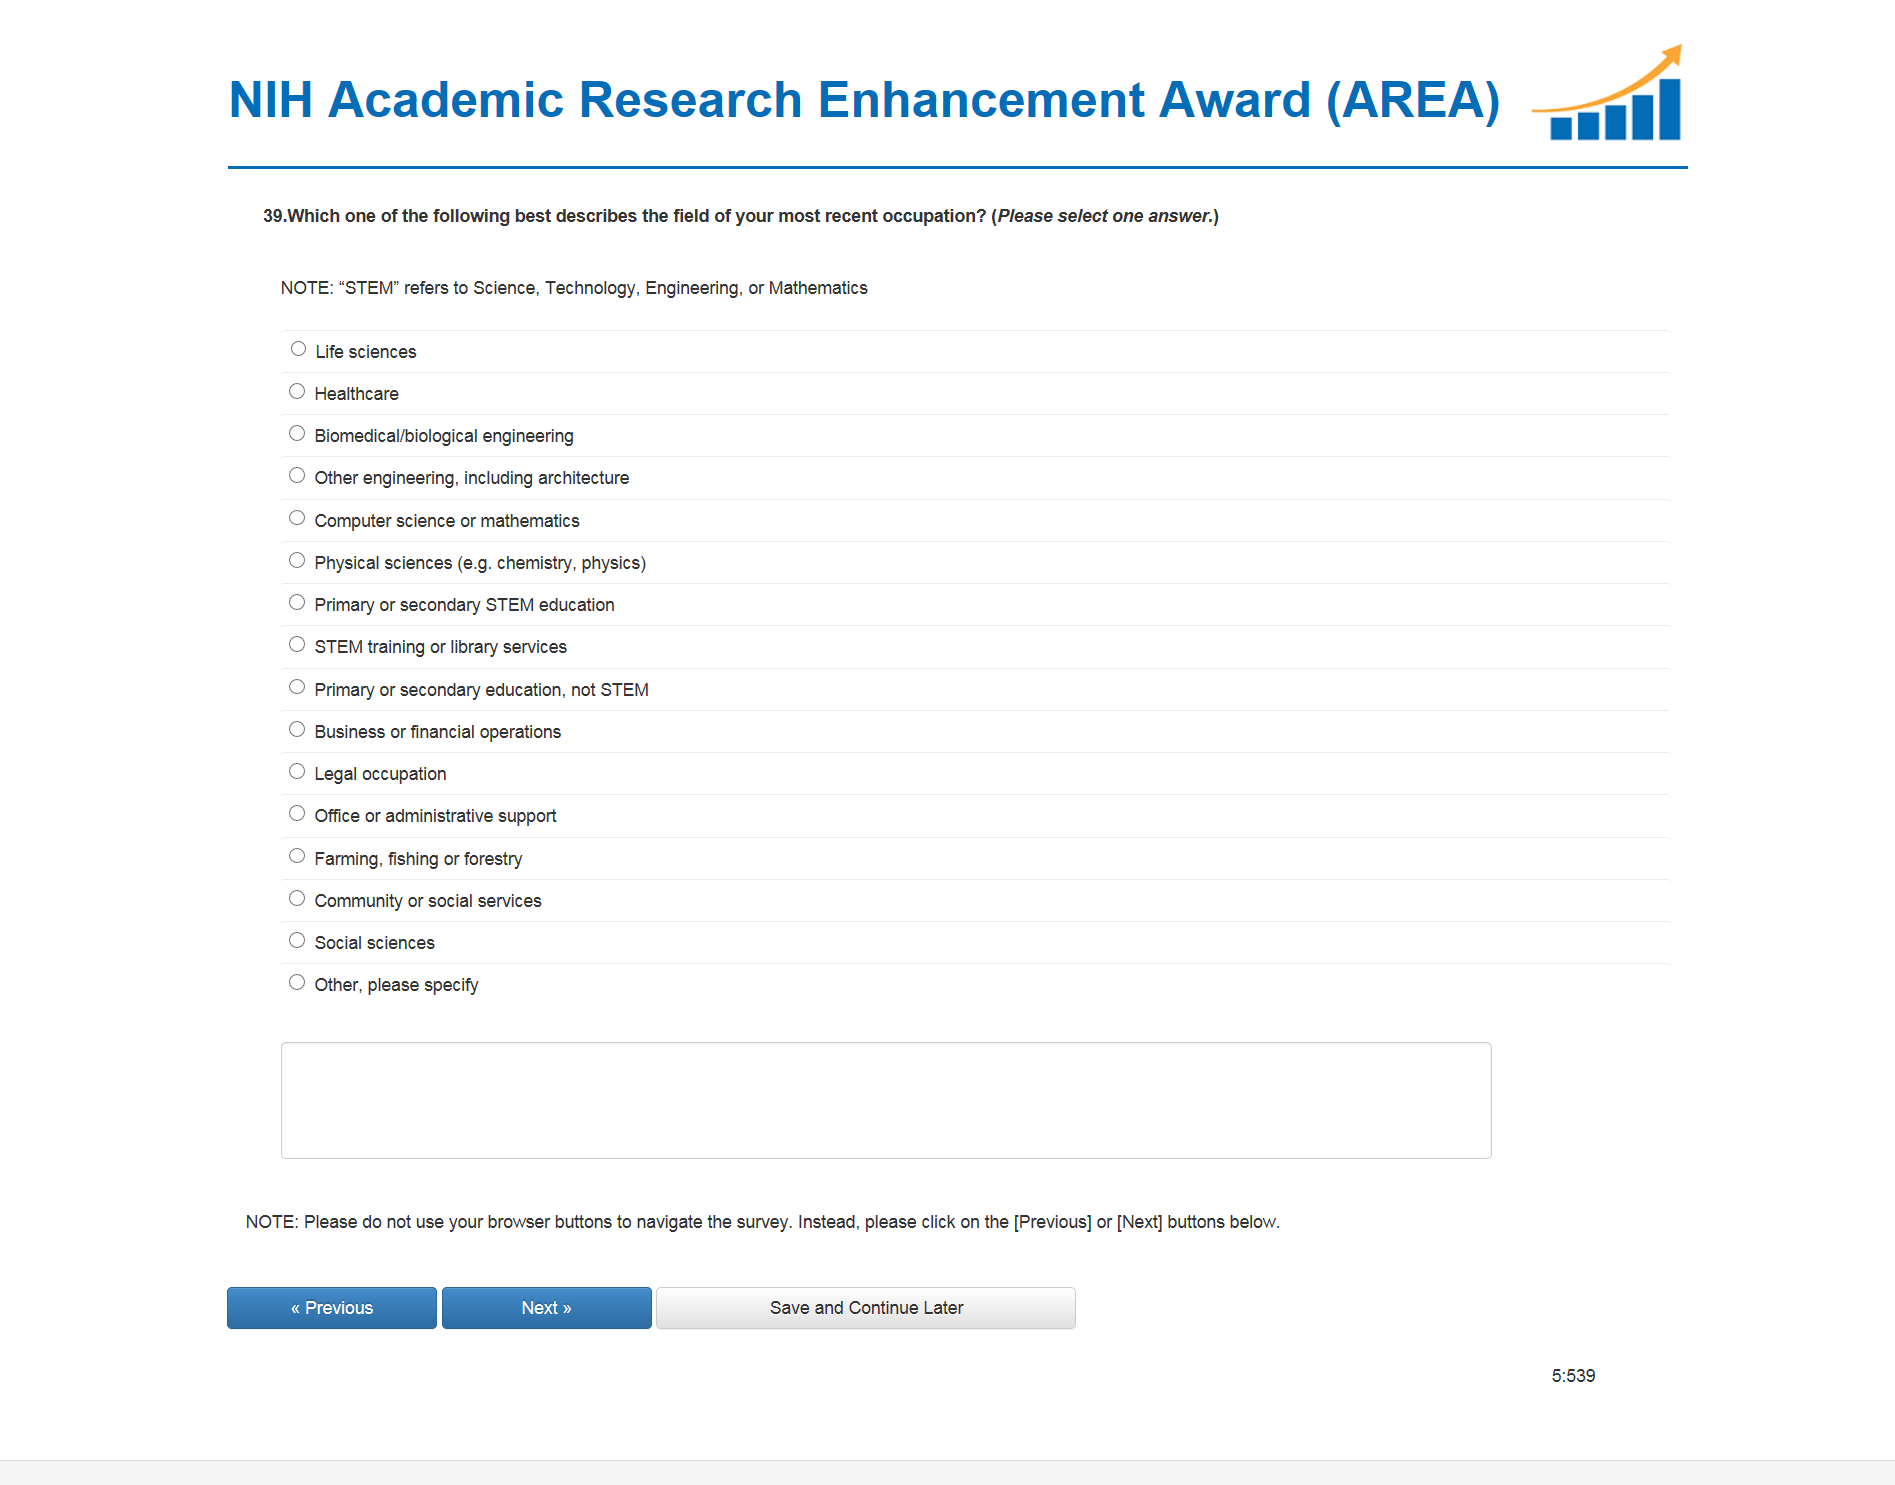 NIH Academic Research Enhancement Award (AREA)
39.Which one of the following best describes the field of your most recent occupation? (Please select one answer.)
NOTE: “STEM” refers to Science, Technology, Engineering, or Mathematics
Life sciences
Healthcare
Biomedical/biological engineering
Other engineering, including architecture
Computer science or mathematics
Physical sciences (e.g. chemistry, physics)
Primary or secondary STEM education
STEM training or library services
Primary or secondary education, not STEM
Business or financial operations
Legal occupation
Office or administrative support
Farming, fishing or forestry
Community or social services
Social sciences
Other, please specify
NOTE: Please do not use your browser buttons to navigate the survey. Instead, please click on the [Previous] or [Next] buttons below.
« Previous Next » Save and Continue Later
5:539